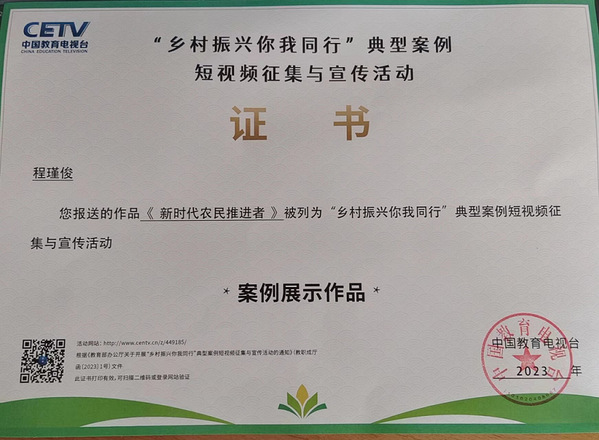 CETV
中国教育电视台
CHINA EDUCATION TELEVISION
“乡村振兴你我同行”典型案例
短视频征集与宣传活动
证 书
程瑾俊
您报送的作品《 新时代农民推进者 》被列为“乡村振兴你我同行”典型案例短视频征
集与宣传活动
* 案例展示作品 *
活动网站: http://www.centv.cn/z/449185/
根据《教育部办公厅关于开展“乡村振兴你我同行”典型案例短视频征集与宣传活动的通知》(教职成厅
函[2023]1号)文件
此证书打印有效,可扫描二维码或登录网站验证
中国教育电视台
中国教育电视台
2023 年